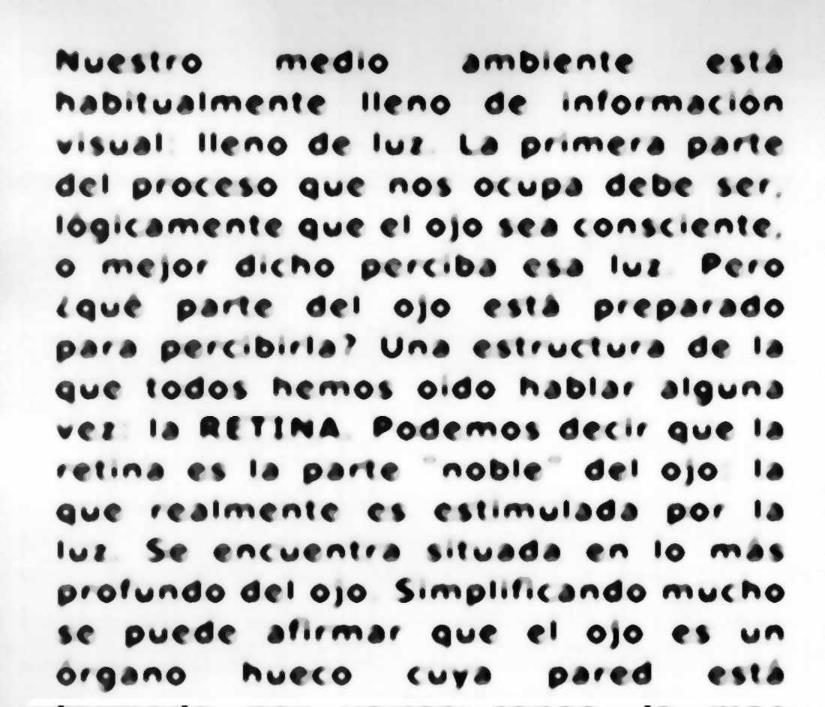 Nuestro medio ambiente está
habitualmente lleno de información
visual: lleno de luz. La primera parte
del proceso que nos ocupa debe ser,
lógicamente que el ojo sea consciente,
o mejor dicho perciba esa luz. Pero
¿qué parte del ojo está preparado
para percibirla? Una estructura de la
que todos hemos oido hablar alguna
vez: la RETINA. Podemos decir que la
retina es la parte "noble" del ojo, la
que realmente es estimulada por la
luz. Se encuentra situada en lo más
profundo del ojo. Simplificando mucho
se puede afirmar que el ojo es un
órgano hueco cuya pared está